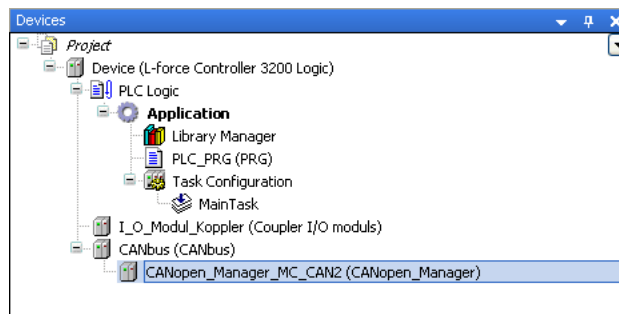 Devices
Project
Device (L-force Controller 3200 Logic)
PLC Logic
Application
Library Manager
PLC_PRG (PRG)
Task Configuration
MainTask
I_O_Modul_Koppler (Coupler I/O moduls)
CANbus (CANbus)
CANopen_Manager_MC_CAN2 (CANopen_Manager)